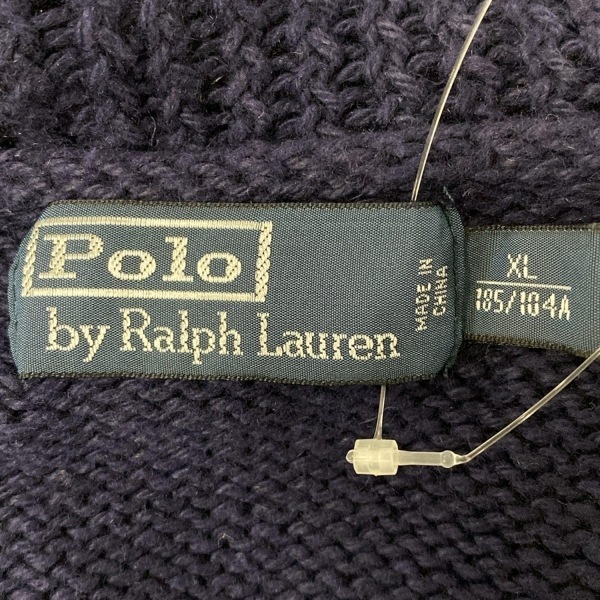 Polo
by Ralph Lauren
MADE IN
CHINA
XL
185/104A